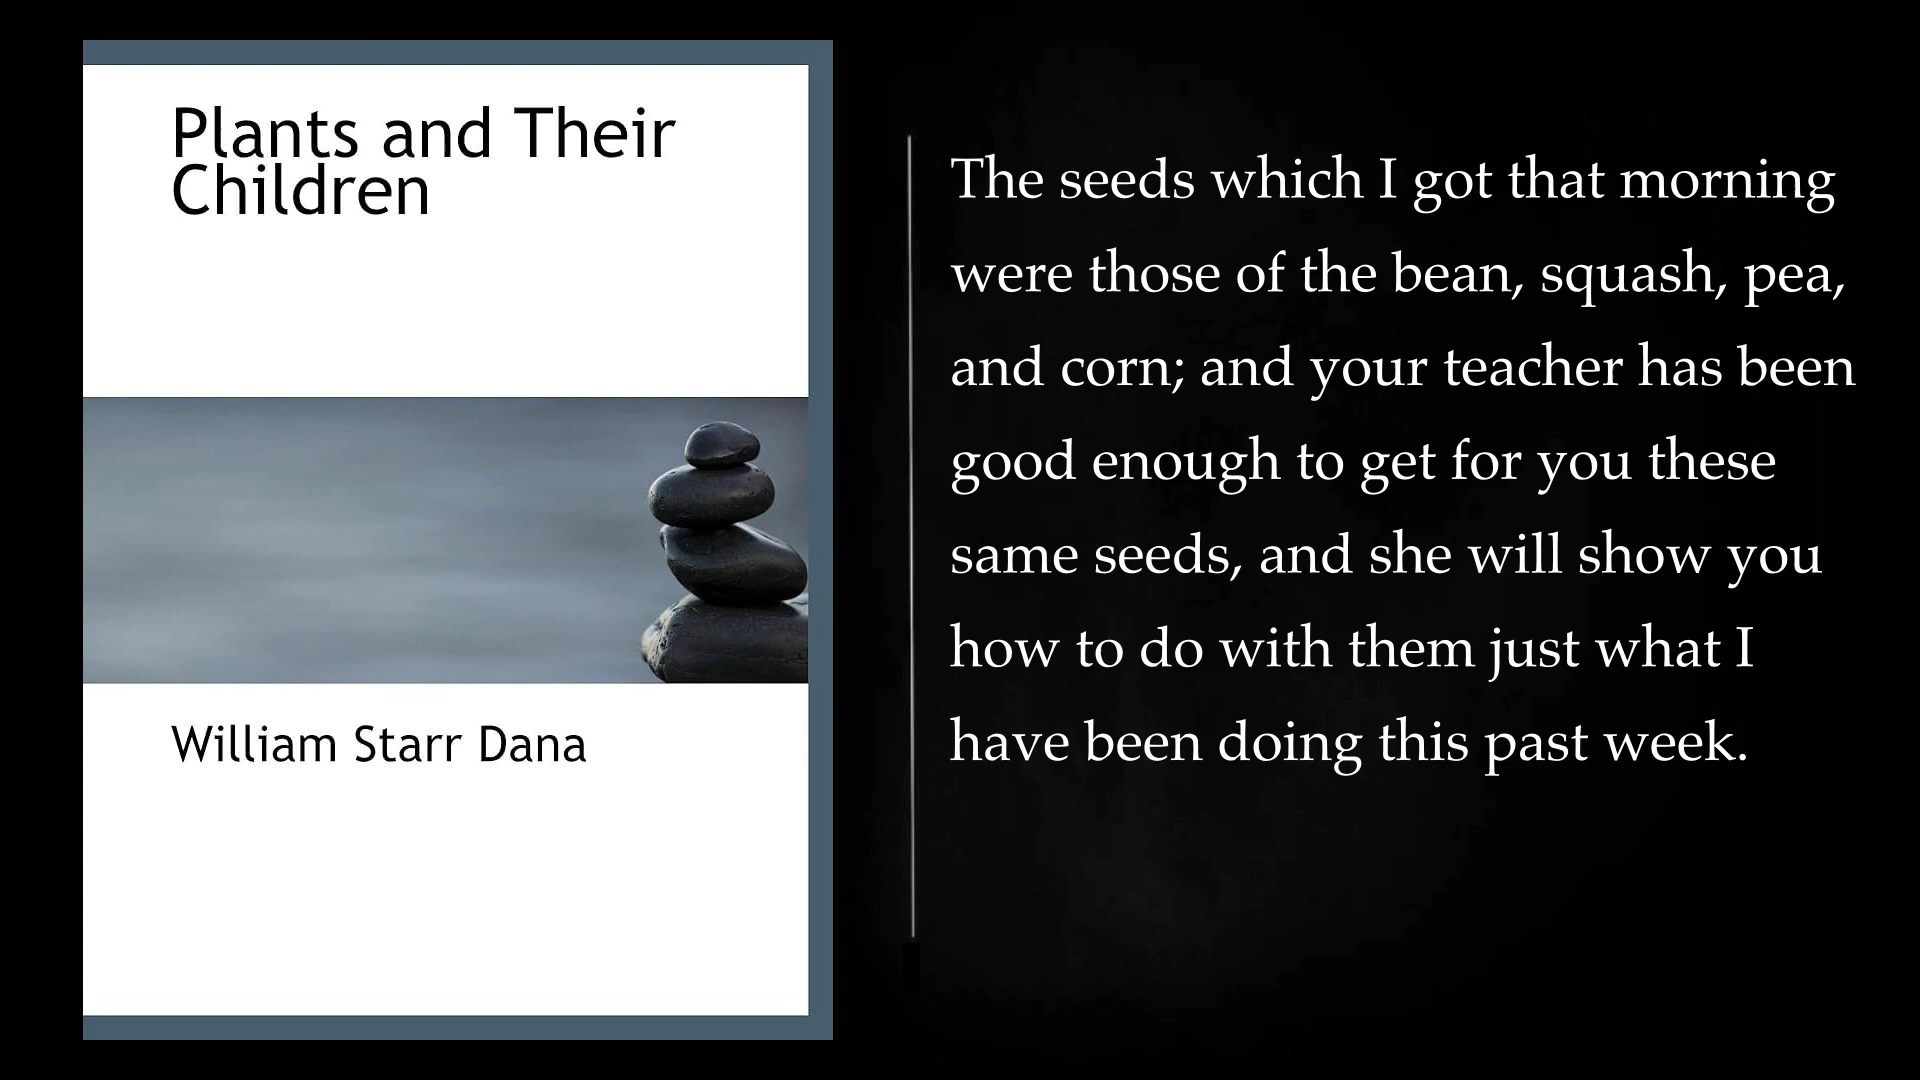 Plants and Their
Children
William Starr Dana
The seeds which I got that morning
were those of the bean, squash, pea,
and corn; and your teacher has been
good enough to get for you these
same seeds, and she will show you
how to do with them just what I
have been doing this past week.